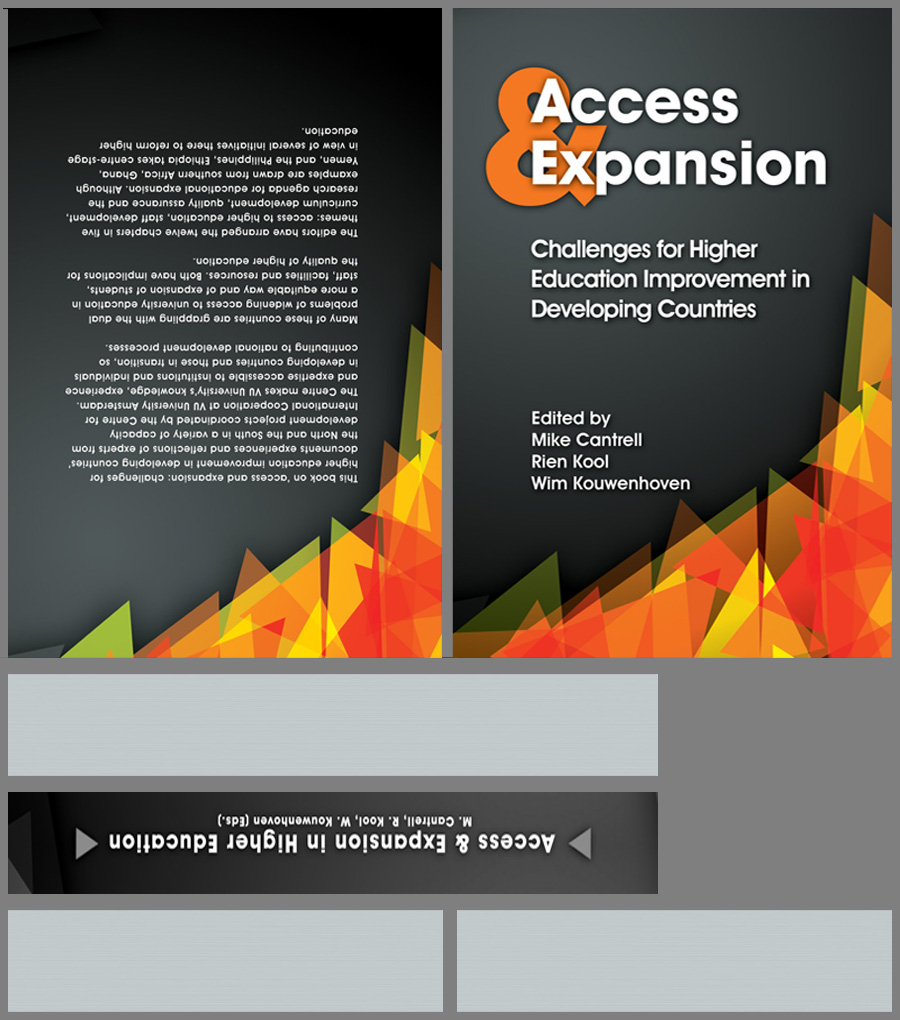 This book on 'access and expansion: challenges for
higher education improvement in developing countries'
documents experiences and reflections of experts from
the North and the South in a variety of capacity
development projects coordinated by the Centre for
International Cooperation at VU University Amsterdam.
The Centre makes VU University's knowledge, experience
and expertise accessible to institutions and individuals
in developing countries and those in transition, so
contributing to national development processes.
Many of these countries are grappling with the dual
problems of widening access to university education in
a more equitable way and of expansion of students,
staff, facilities and resources. Both have implications for
the quality of higher education.
The editors have arranged the twelve chapters in five
themes: access to higher education, staff development,
curriculum development, quality assurance and the
research agenda for educational expansion. Although
examples are drawn from southern Africa, Ghana,
Yemen, and the Philippines, Ethiopia takes centre-stage
in view of several initiatives there to reform higher
education.
Access
& Expansion
Challenges for Higher
Education Improvement in
Developing Countries
Edited by
Mike Cantrell
Rien Kool
Wim Kouwenhoven
Access & Expansion in Higher Education
M. Cantrell, R. Kool, W. Kouwenhoven (Eds.)